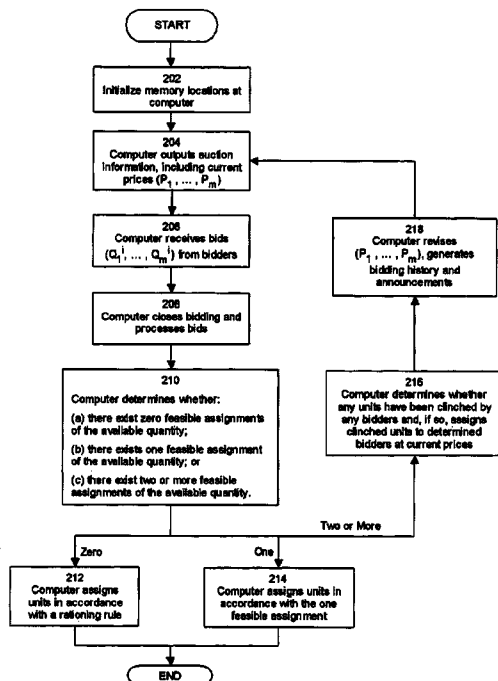 START
202
Initialize memory locations at
computer
204
Computer outputs auction
information, including current
prices (P1 , ... , Pm)
206
Computer receives bids
(Q1i, ... , Qmi) from bidders
208
Computer closes bidding and
processes bids
210
Computer determines whether:
(a) there exist zero feasible assignments
of the available quantity;
(b) there exists one feasible assignment
of the available quantity; or
(c) there exist two or more feasible
assignments of the available quantity.
218
Computer revises
(P1 , ... , Pm), generates
bidding history and
announcements
216
Computer determines whether
any units have been clinched by
any bidders and, if so, assigns
clinched units to determined
bidders at current prices
Two or More
Zero
One
212
Computer assigns
units in accordance
with a rationing rule
214
Computer assigns units in
accordance with the one
feasible assignment
END